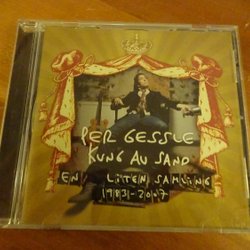 PER GESSLE
KUNG AV SAND
EN LITEN SAMLING
1983-2007